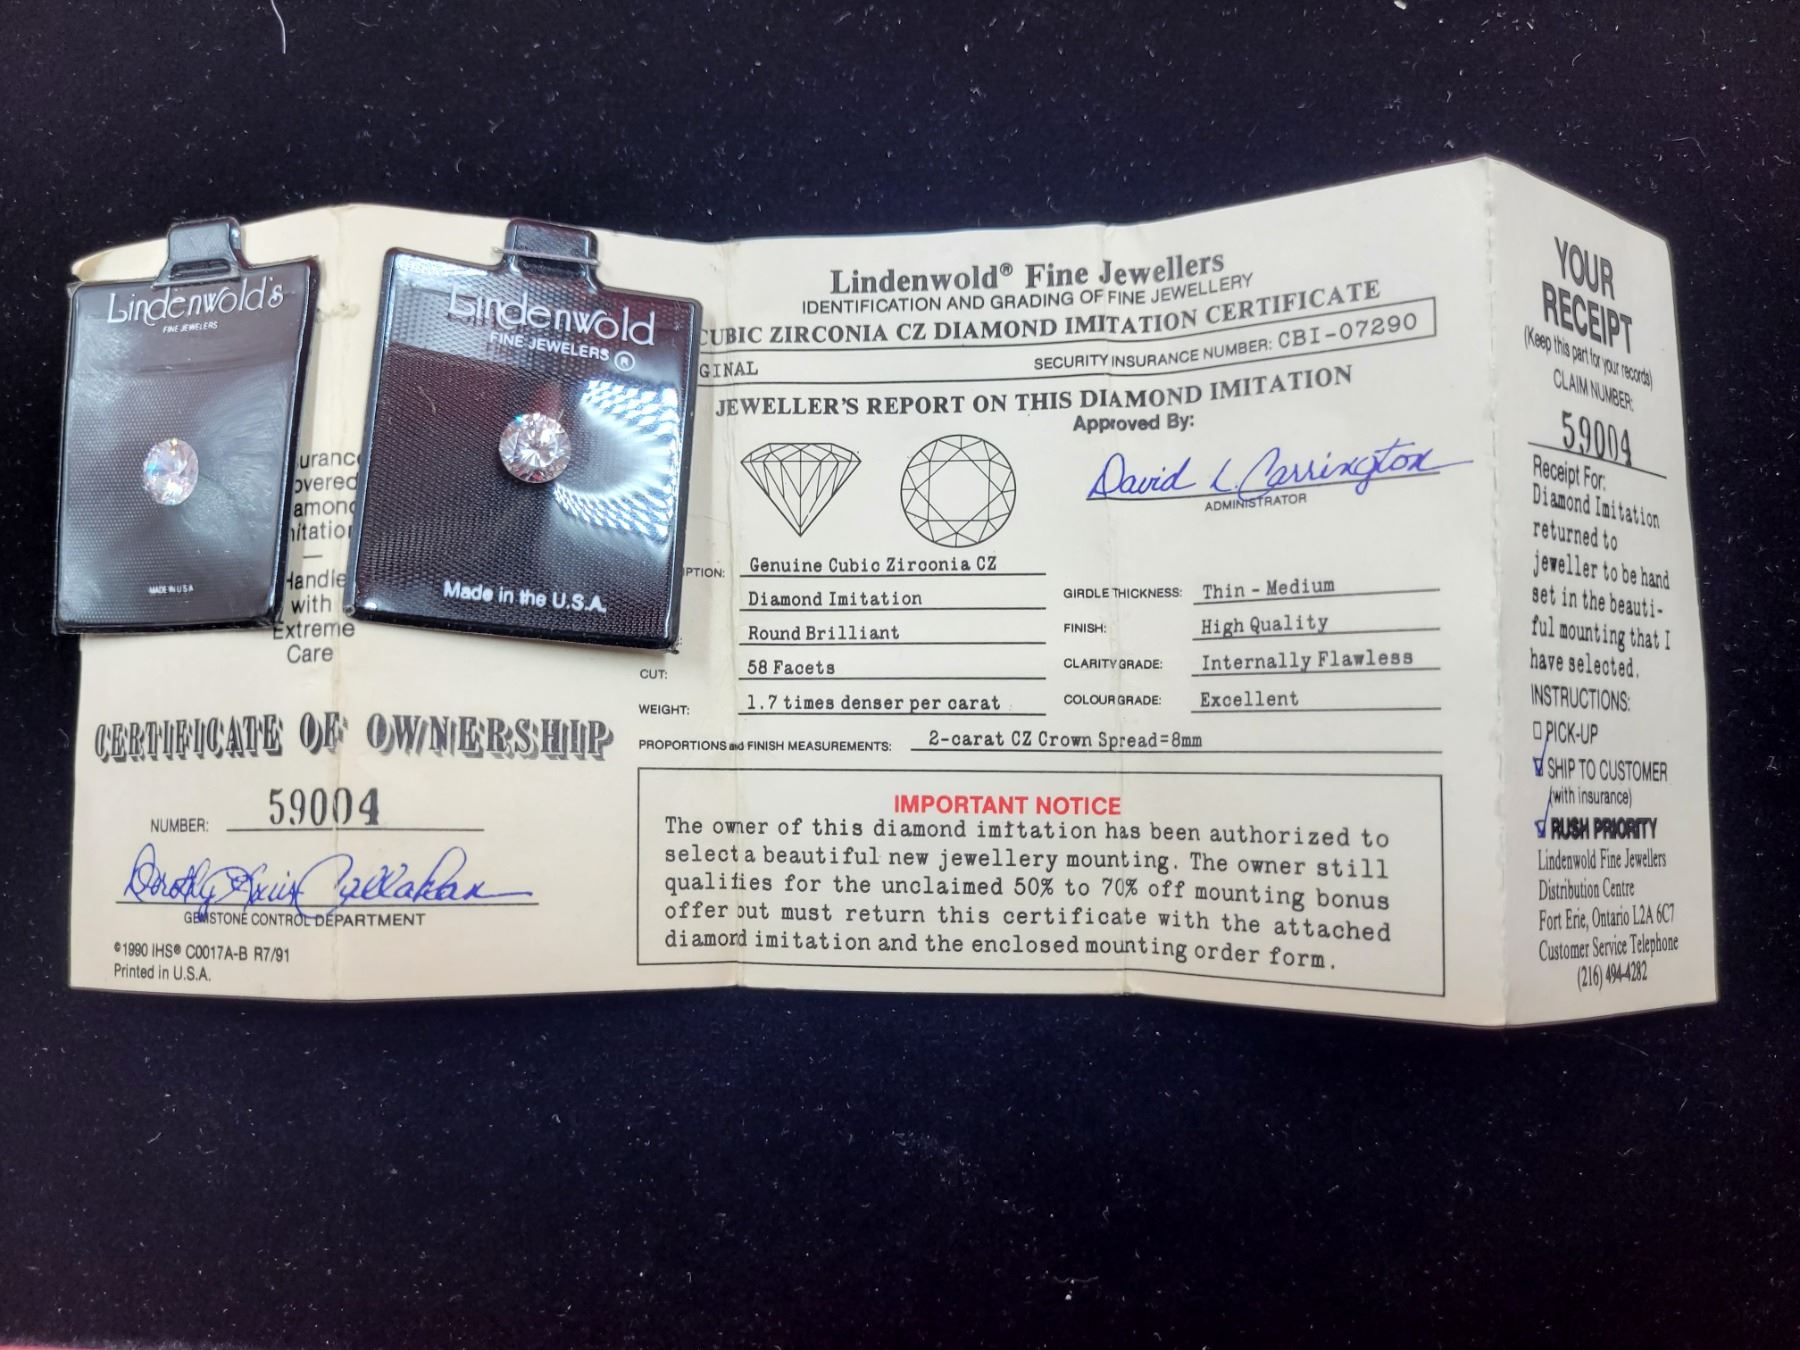 Lindenwold's
FINE JEWELERS
MADE IN U.S.A
Lindenwold
FINE JEWELERS ®
Made in the U.S.A.
Handle
with
Extreme
Care
CERTIFICATE OF OWNERSHIP
NUMBER: 59004
GEMSTONE CONTROL DEPARTMENT
©1990 IHS® C0017A-B R7/91
Printed in U.S.A.
Lindenwold® Fine Jewellers
IDENTIFICATION AND GRADING OF FINE JEWELLERY
CUBIC ZIRCONIA CZ DIAMOND IMITATION CERTIFICATE
GINAL
SECURITY INSURANCE NUMBER: CBI-07290
JEWELLER'S REPORT ON THIS DIAMOND IMITATION
Approved By:
David L. Carrington
ADMINISTRATOR
PTION: Genuine Cubic Zirconia CZ
Diamond Imitation
Round Brilliant
CUT: 58 Facets
WEIGHT: 1.7 times denser per carat
GIRDLE THICKNESS: Thin - Medium
FINISH: High Quality
CLARITY GRADE: Internally Flawless
COLOUR GRADE: Excellent
PROPORTIONS and FINISH MEASUREMENTS: 2-carat CZ Crown Spread=8mm
IMPORTANT NOTICE
The owner of this diamond imitation has been authorized to
select a beautiful new jewellery mounting. The owner still
qualifies for the unclaimed 50% to 70% off mounting bonus
offer but must return this certificate with the attached
diamond imitation and the enclosed mounting order form.
YOUR
RECEIPT
(Keep this part for your records)
CLAIM NUMBER:
59004
Receipt For:
Diamond Imitation
returned to
jeweller to be hand
set in the beauti-
ful mounting that I
have selected.
INSTRUCTIONS:
PICK-UP
SHIP TO CUSTOMER
(with insurance)
RUSH PRIORITY
Lindenwold Fine Jewellers
Distribution Centre
Fort Erie, Ontario L2A 6C7
Customer Service Telephone
(216) 494-4282